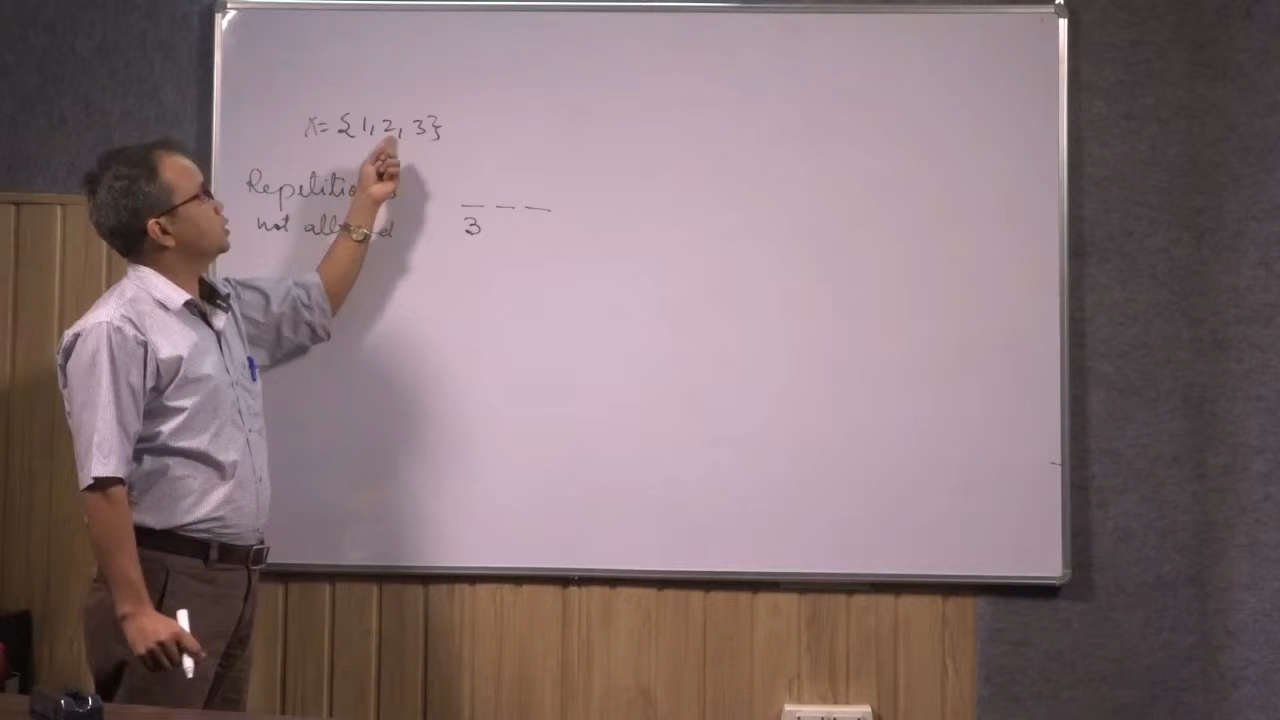 X = {1, 2, 3}
Repetition
not allowed
_ _ _
3